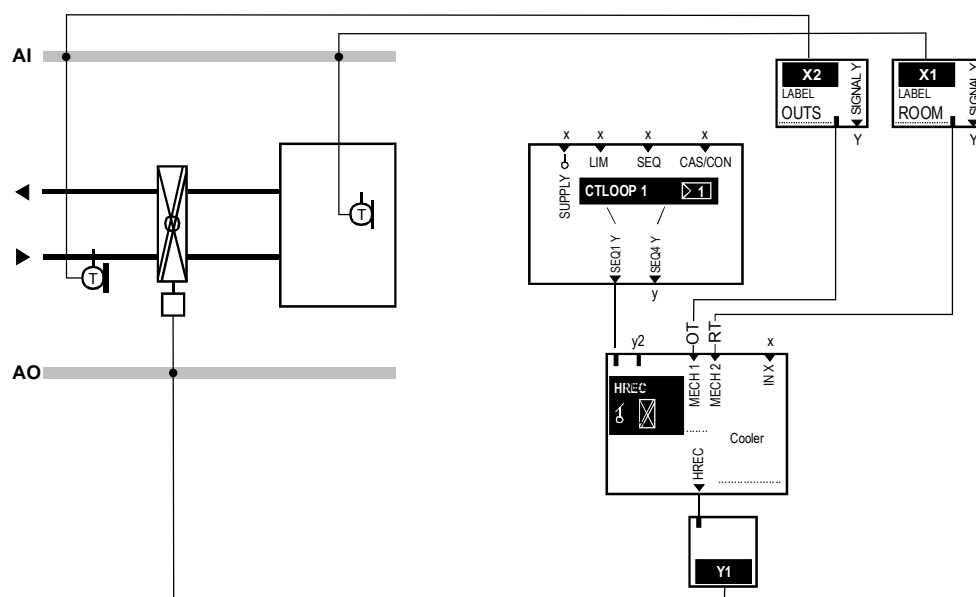 AI
X2
LABEL
OUTS
SIGNAL Y
Y
X1
LABEL
ROOM
SIGNAL Y
Y
x
x
x
x
SUPPLY
LIM
SEQ
CAS/CON
CTLOOP 1
1
T
T
SEQ1 Y
SEQ4 Y
y
OT
RT
y2
x
AO
HREC
MECH 1
MECH 2
IN X
Cooler
HREC
Y1